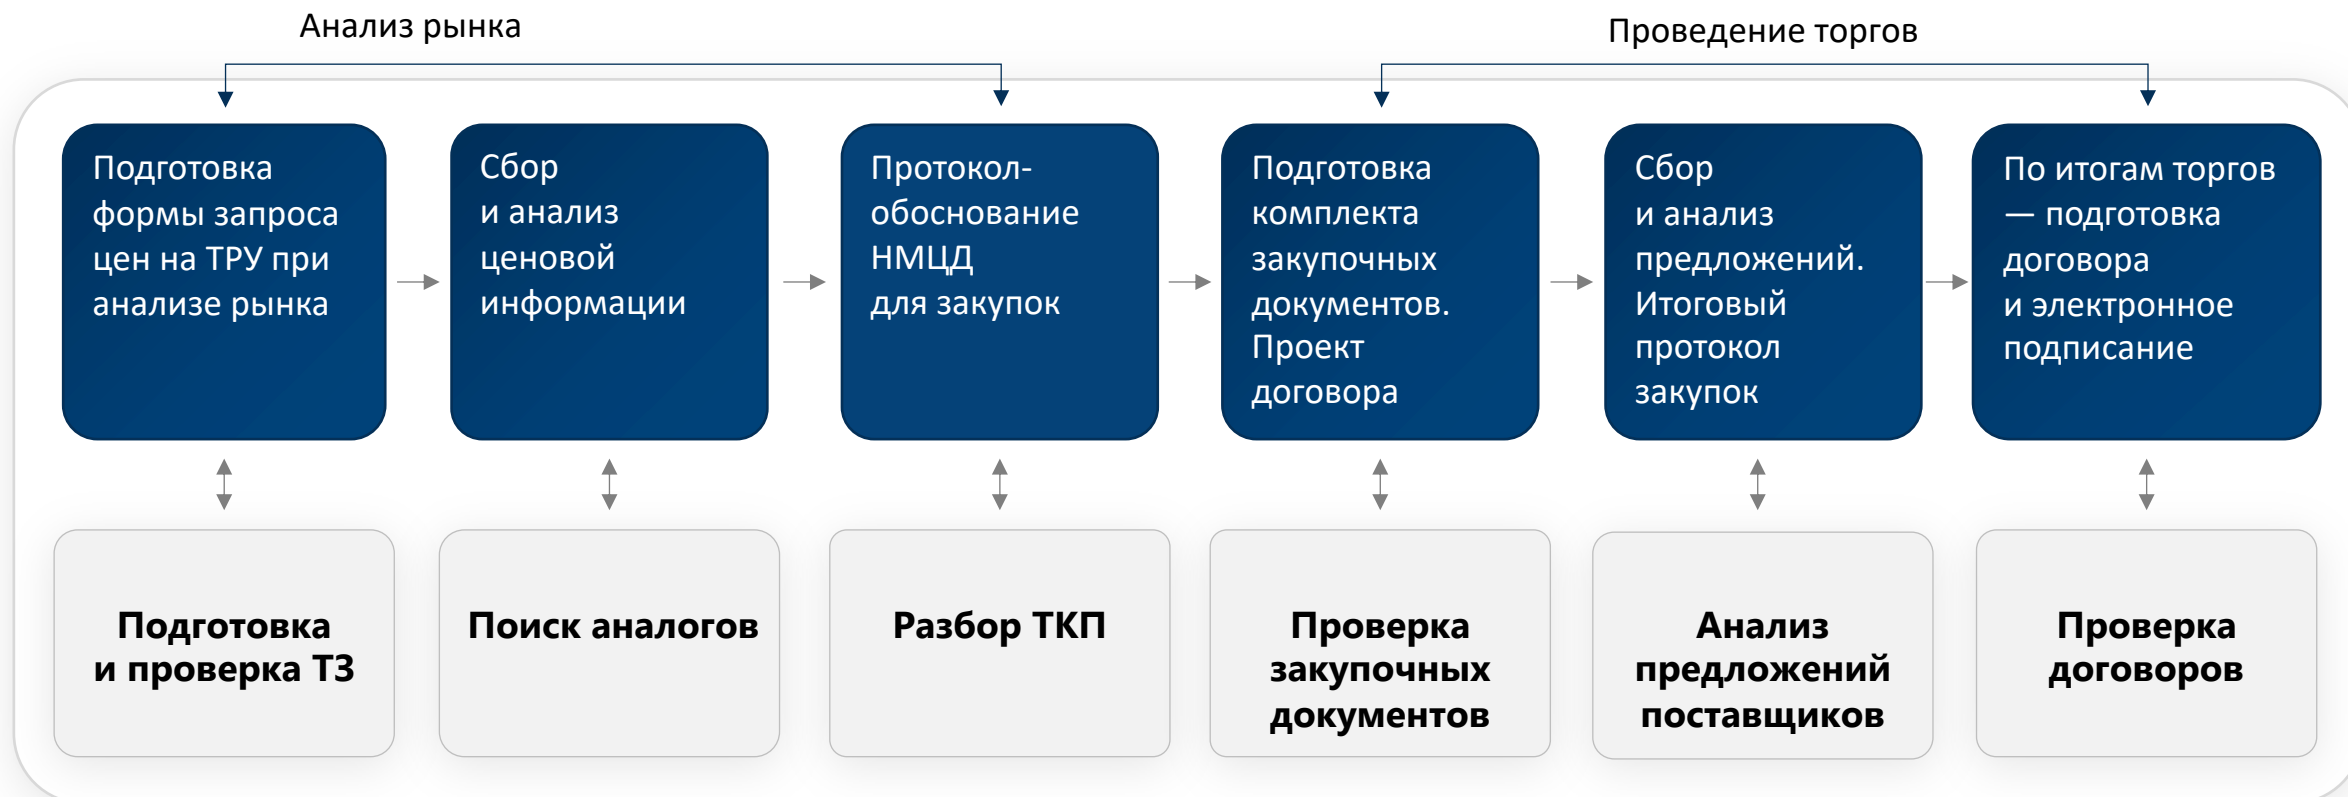 Анализ рынка
Проведение торгов
Подготовка
формы запроса
цен на ТРУ при
анализе рынка
Сбор
и анализ
ценовой
информации
Протокол-
обоснование
НМЦД
для закупок
Подготовка
комплекта
закупочных
документов.
Проект
договора
Сбор
и анализ
предложений.
Итоговый
протокол
закупок
По итогам торгов
— подготовка
договора
и электронное
подписание
Подготовка
и проверка ТЗ
Поиск аналогов
Разбор ТКП
Проверка
закупочных
документов
Анализ
предложений
поставщиков
Проверка
договоров